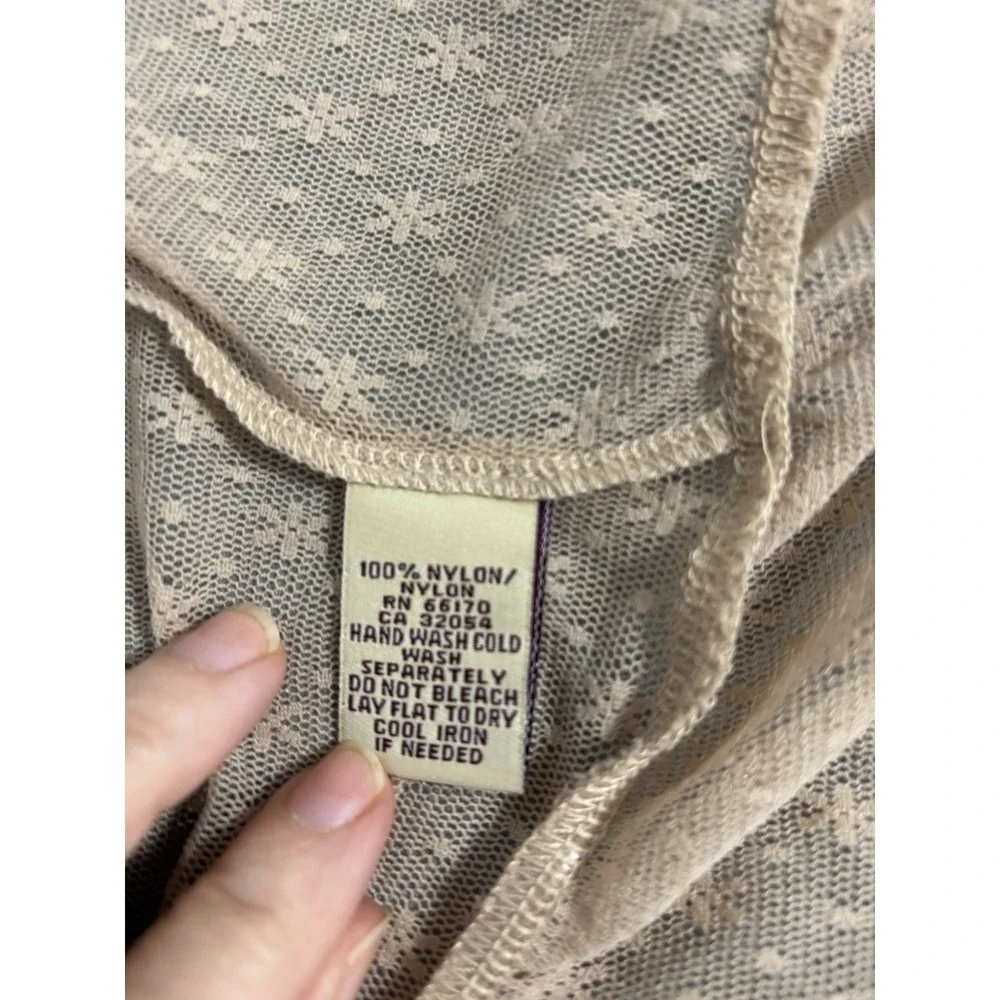 100% NYLON/
NYLON
RN 66170
CA 32054
HAND WASH COLD
WASH
SEPARATELY
DO NOT BLEACH
LAY FLAT TO DRY
COOL IRON
IF NEEDED